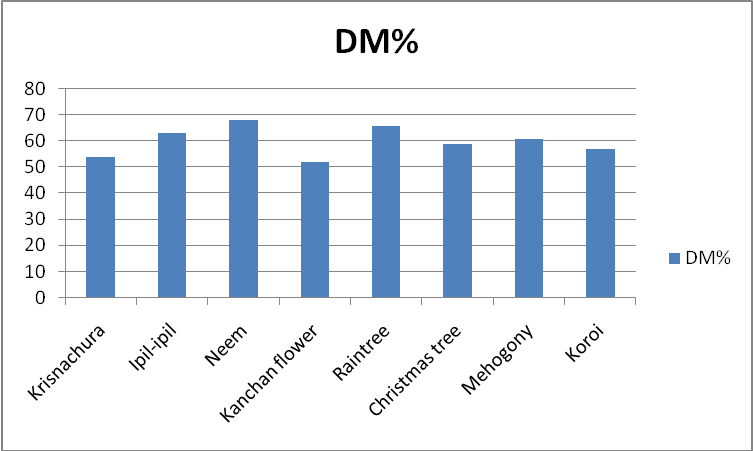 DM%
80
70
60
50
40
30
20
10
0
Krisnachura
Ipil-ipil
Neem
Kanchan flower
Raintree
Christmas tree
Mehogony
Koroi
DM%